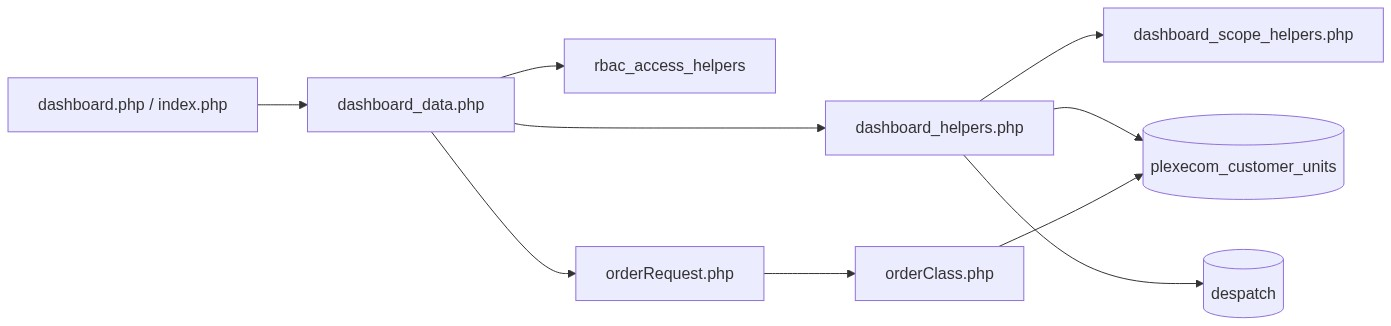 dashboard.php / index.php
dashboard_data.php
rbac_access_helpers
dashboard_helpers.php
dashboard_scope_helpers.php
plexecom_customer_units
orderRequest.php
orderClass.php
despatch